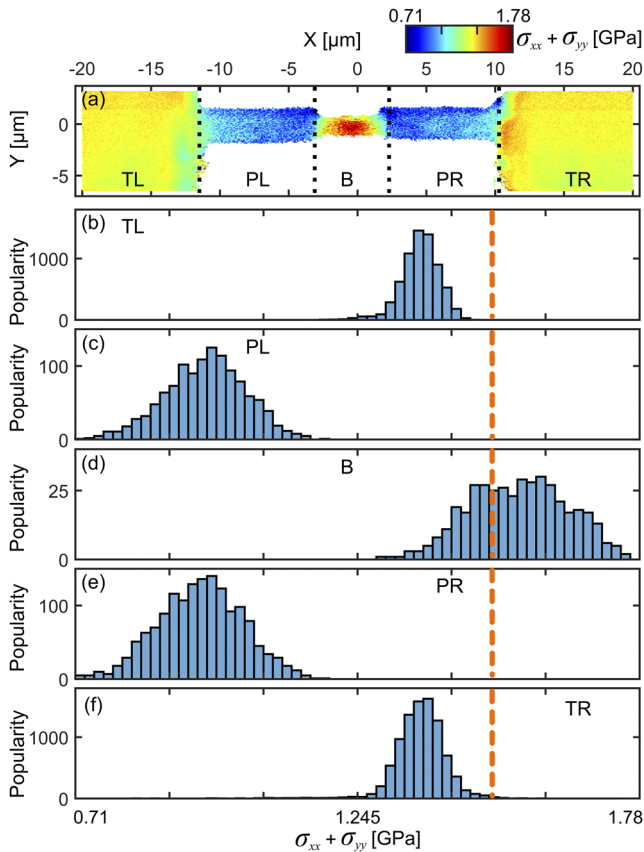 0.71 1.78
X [μm] σxx + σyy [GPa]
-20 -15 -10 -5 0 5 10 15 20
(a)
Y [μm]
0
-5
TL PL B PR TR
(b) TL
Popularity
1000
0
(c) PL
Popularity
100
0
(d) B
Popularity
25
0
(e) PR
Popularity
100
0
(f) TR
Popularity
1000
0
0.71 1.245 1.78
σxx + σyy [GPa]